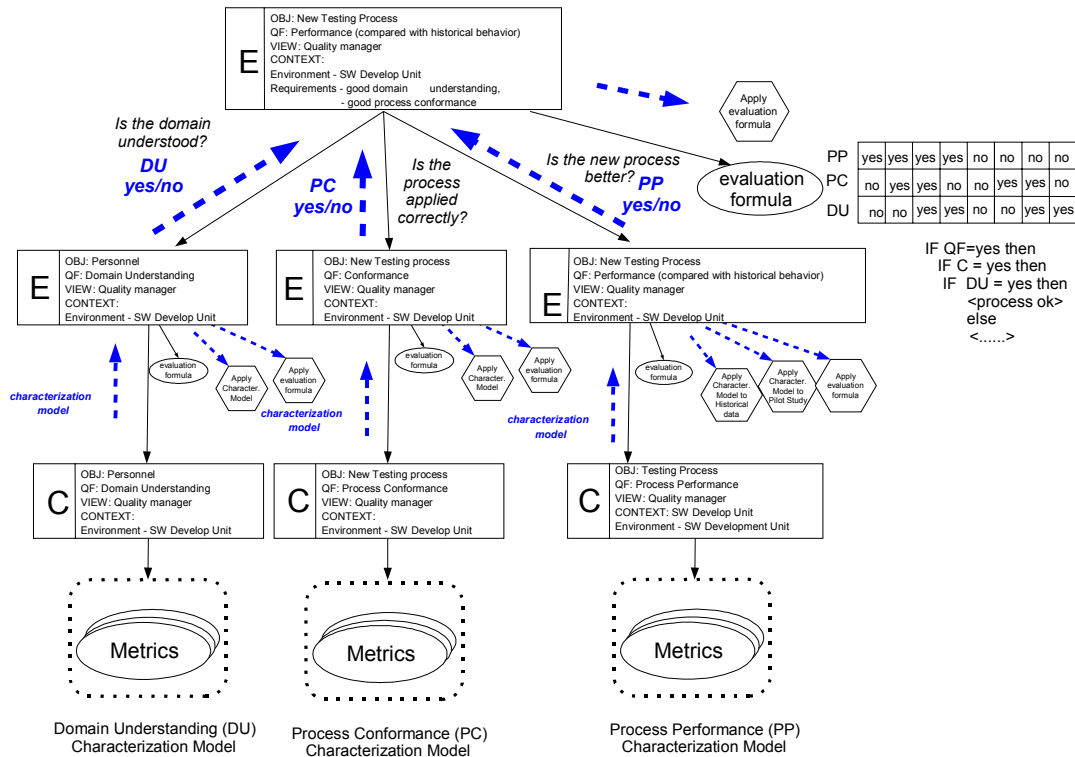 E
OBJ: New Testing Process
QF: Performance (compared with historical behavior)
VIEW: Quality manager
CONTEXT:
Environment - SW Develop Unit
Requirements - good domain understanding,
- good process conformance
Apply
evaluation
formula
Is the domain
understood?
DU
yes/no
PC
yes/no
Is the
process
applied
correctly?
Is the new process
better?
PP
yes/no
evaluation
formula
PP yes yes yes yes no no no no
PC no yes yes no no yes yes no
DU no no yes yes no no yes yes
IF QF=yes then
IF C = yes then
IF DU = yes then
<process ok>
else
<......>
E
OBJ: Personnel
QF: Domain Understanding
VIEW: Quality manager
CONTEXT:
Environment - SW Develop Unit
E
OBJ: New Testing process
QF: Conformance
VIEW: Quality manager
CONTEXT:
Environment - SW Develop Unit
E
OBJ: New Testing Process
QF: Performance (compared with historical behavior)
VIEW: Quality manager
CONTEXT:
Environment - SW Develop Unit
evaluation
formula
Apply
Character.
Model
Apply
evaluation
formula
evaluation
formula
Apply
Character.
Model
Apply
evaluation
formula
evaluation
formula
Apply
Character.
Model to
Historical
data
Apply
Character.
Model to
Pilot Study
Apply
evaluation
formula
characterization
model
characterization
model
characterization
model
C
OBJ: Personnel
QF: Domain Understanding
VIEW: Quality manager
CONTEXT:
Environment - SW Develop Unit
C
OBJ: New Testing process
QF: Process Conformance
VIEW: Quality manager
CONTEXT:
Environment - SW Develop Unit
C
OBJ: Testing Process
QF: Process Performance
VIEW: Quality manager
CONTEXT: SW Develop Unit
Environment - SW Development Unit
Metrics
Metrics
Metrics
Domain Understanding (DU)
Characterization Model
Process Conformance (PC)
Characterization Model
Process Performance (PP)
Characterization Model